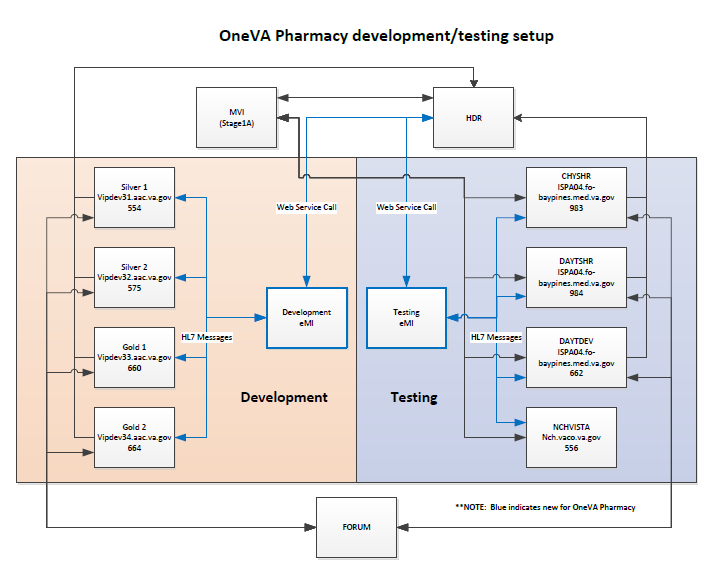 OneVA Pharmacy development/testing setup
MVI
(Stage1A)
HDR
Silver 1
Vipdev31.aac.va.gov
554
Web Service Call
Web Service Call
CHYSHR
ISPA04.fo-
baypines.med.va.gov
983
Silver 2
Vipdev32.aac.va.gov
575
DAYTSHR
ISPA04.fo-
baypines.med.va.gov
984
Development
eMI
Testing
eMI
HL7 Messages
HL7 Messages
Gold 1
Vipdev33.aac.va.gov
660
DAYTDEV
ISPA04.fo-
baypines.med.va.gov
662
Development
Testing
Gold 2
Vipdev34.aac.va.gov
664
NCHVISTA
Nch.vaco.va.gov
556
FORUM
**NOTE: Blue indicates new for OneVA Pharmacy